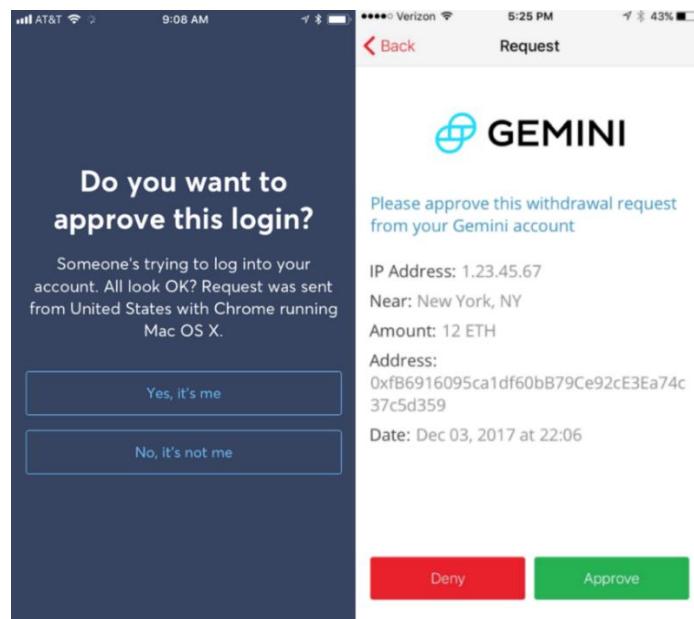 AT&T 9:08 AM
Do you want to
approve this login?
Someone's trying to log into your
account. All look OK? Request was sent
from United States with Chrome running
Mac OS X.
Yes, it's me
No, it's not me
Verizon 5:25 PM 43%
Back Request
GEMINI
Please approve this withdrawal request
from your Gemini account
IP Address: 1.23.45.67
Near: New York, NY
Amount: 12 ETH
Address:
0xfB6916095ca1df60bB79Ce92cE3Ea74c
37c5d359
Date: Dec 03, 2017 at 22:06
Deny Approve